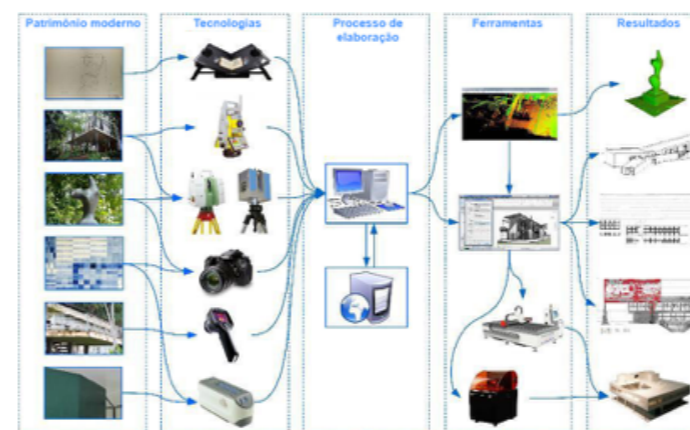 Patrimônio moderno
Tecnologias
Processo de
elaboração
Ferramentas
Resultados